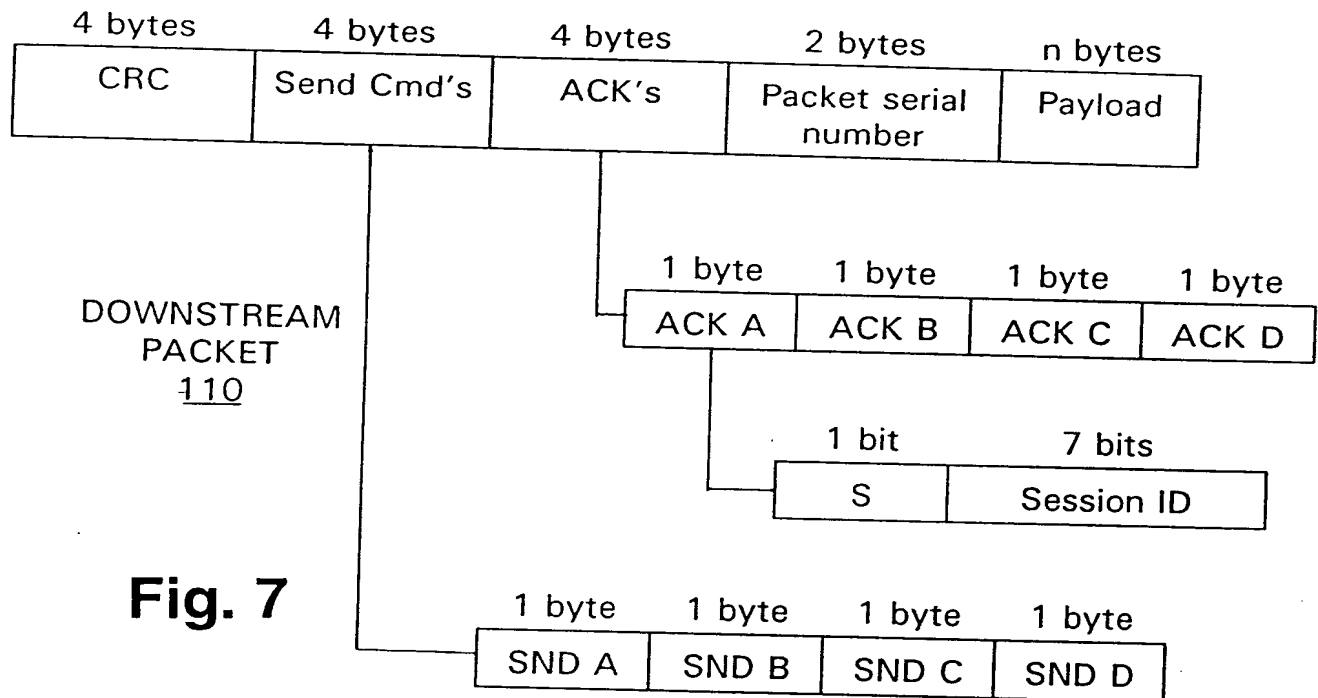 4 bytes 4 bytes 4 bytes 2 bytes n bytes
CRC Send Cmd's ACK's Packet serial number Payload
1 byte 1 byte 1 byte 1 byte
ACK A ACK B ACK C ACK D
DOWNSTREAM
PACKET
110
1 bit 7 bits
S Session ID
Fig. 7
1 byte 1 byte 1 byte 1 byte
SND A SND B SND C SND D